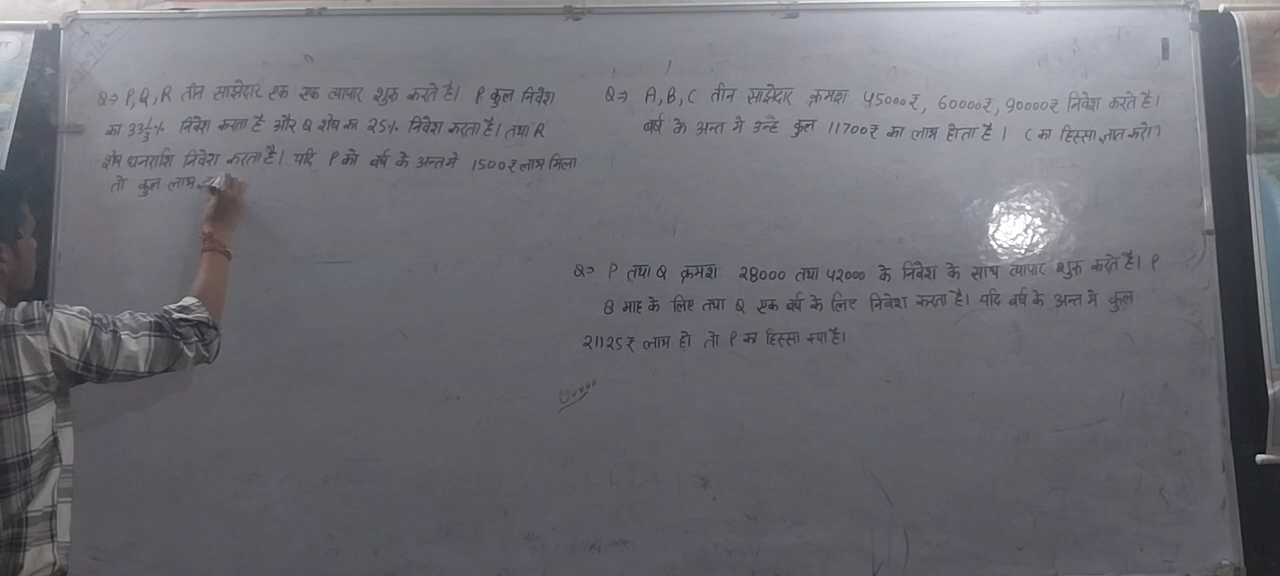 Q⇒ P,Q,R तीन साझेदार एक एक व्यापार शुरू करते है। P कुल निवेश
का 33⅓% निवेश करता है और Q शेष का 25% निवेश करता है। तथा R
शेष धनराशि निवेश करता है। यदि P को वर्ष के अन्त मे 1500₹ लाभ मिला
तो कुल लाभ
Q⇒ A,B,C तीन साझेदार क्रमश 45000₹, 60000₹, 90000₹ निवेश करते है।
वर्ष के अन्त मे उन्हे कुल 11700₹ का लाभ होता है। C का हिस्सा ज्ञात करो?
Q⇒ P तथा Q क्रमश 28000 तथा 42000 के निवेश के साथ व्यापार शुरू करते है। P
8 माह के लिए तथा Q एक वर्ष के लिए निवेश करता है। यदि वर्ष के अन्त मे कुल
21125₹ लाभ हो तो P का हिस्सा क्या है।